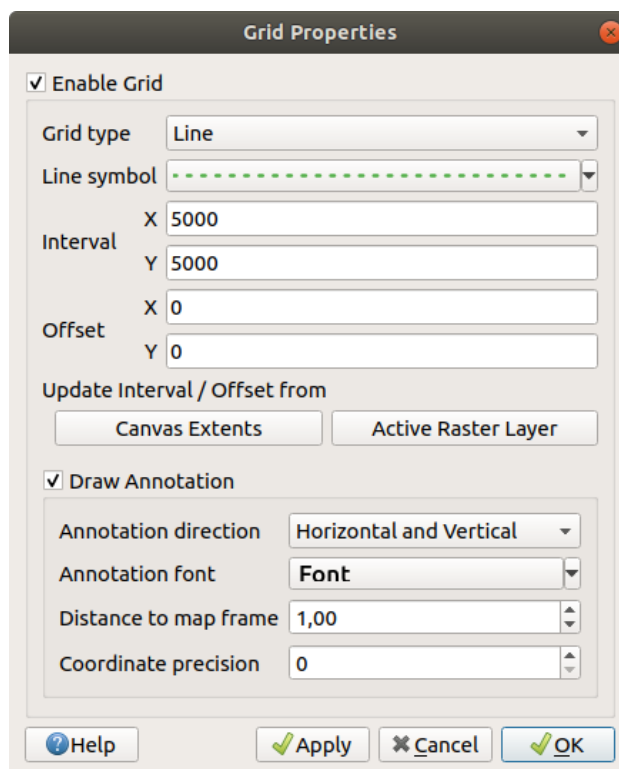 Grid Properties
Enable Grid
Grid type Line
Line symbol
Interval X 5000
Y 5000
Offset X 0
Y 0
Update Interval / Offset from
Canvas Extents Active Raster Layer
Draw Annotation
Annotation direction Horizontal and Vertical
Annotation font Font
Distance to map frame 1,00
Coordinate precision 0
Help Apply Cancel OK